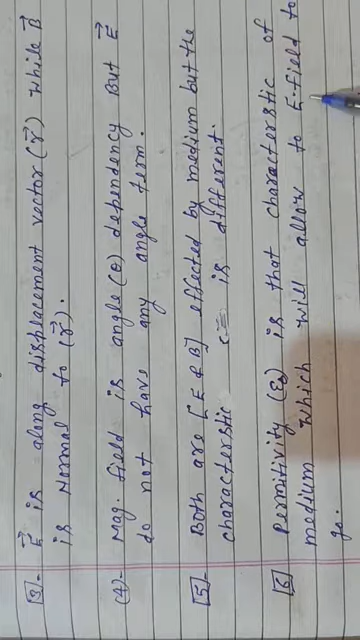 [3]- E⃗ is along displacement vector (r⃗) while B⃗
is Normal to (r⃗).
(4)- Mag. field is angle (θ) dependency But E⃗
do not have any angle term.
[5]- Both are [E & B] effected by medium but the
characterstic is different.
[6] Permitivity (ε₀) is that characterstic of
medium which will allow to E-field to
go.